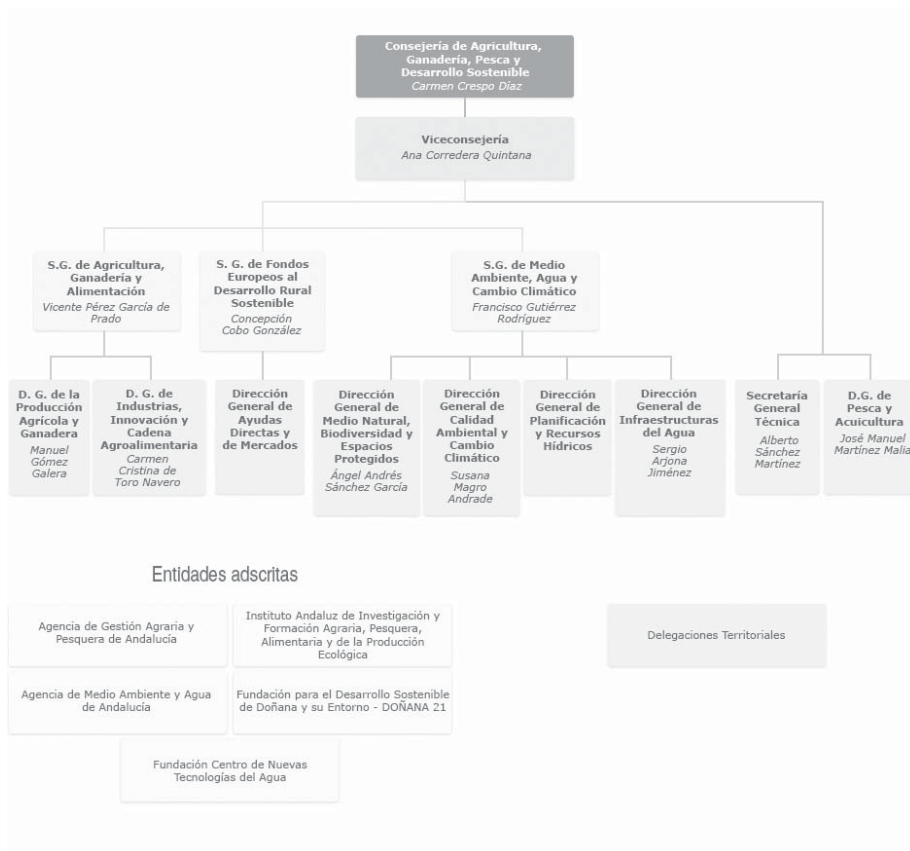 Consejería de Agricultura,
Ganadería, Pesca y
Desarrollo Sostenible
Carmen Crespo Díaz
Viceconsejería
Ana Corredera Quintana
S.G. de Agricultura,
Ganadería y
Alimentación
Vicente Pérez García de
Prado
S. G. de Fondos
Europeos al
Desarrollo Rural
Sostenible
Concepción
Cobo González
S.G. de Medio
Ambiente, Agua y
Cambio Climático
Francisco Gutiérrez
Rodríguez
D. G. de la
Producción
Agrícola y
Ganadera
Manuel
Gómez
Galera
D. G. de
Industrias,
Innovación y
Cadena
Agroalimentaria
Carmen
Cristina de
Toro Navero
Dirección
General de
Ayudas
Directas y
de Mercados
Dirección
General de
Medio Natural,
Biodiversidad y
Espacios
Protegidos
Ángel Andrés
Sánchez García
Dirección
General de
Calidad
Ambiental y
Cambio
Climático
Susana
Magro
Andrade
Dirección
General de
Planificación
y Recursos
Hídricos
Dirección
General de
Infraestructuras
del Agua
Sergio
Arjona
Jiménez
Secretaría
General
Técnica
Alberto
Sánchez
Martínez
D.G. de
Pesca y
Acuicultura
José Manuel
Martínez Malia
Entidades adscritas
Agencia de Gestión Agraria y
Pesquera de Andalucía
Instituto Andaluz de Investigación y
Formación Agraria, Pesquera,
Alimentaria y de la Producción
Ecológica
Delegaciones Territoriales
Agencia de Medio Ambiente y Agua
de Andalucía
Fundación para el Desarrollo Sostenible
de Doñana y su Entorno - DOÑANA 21
Fundación Centro de Nuevas
Tecnologías del Agua